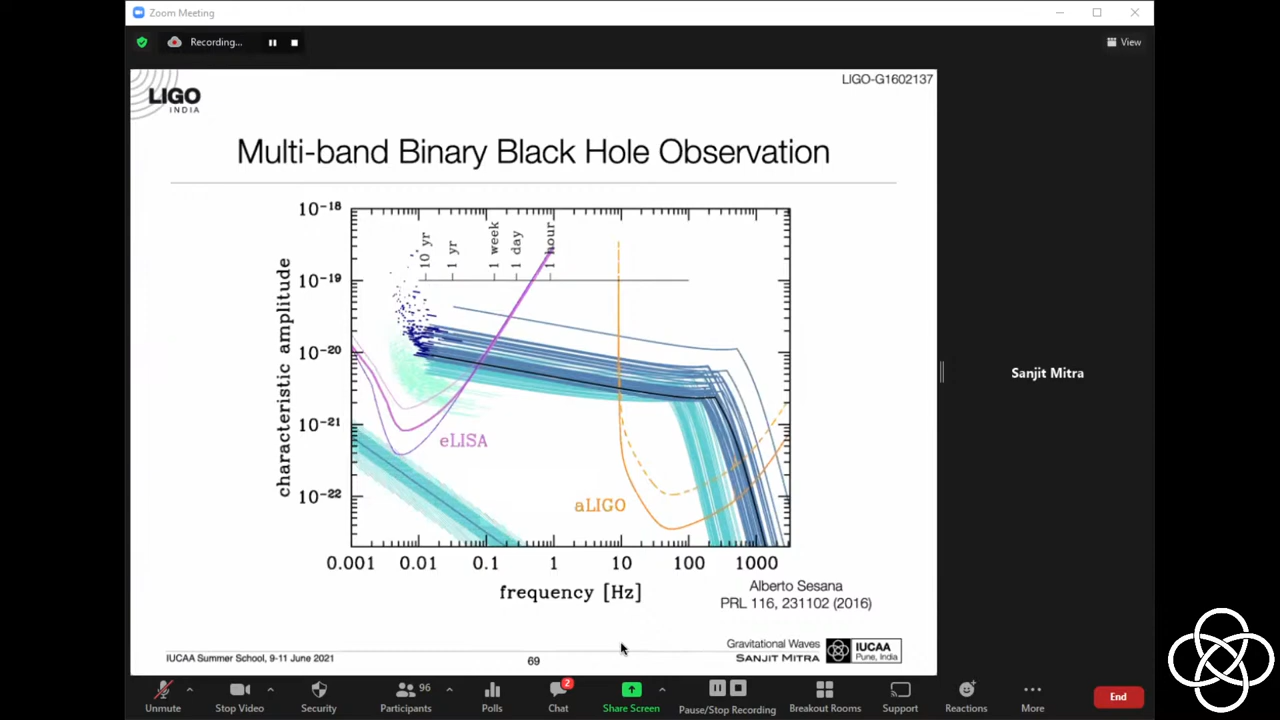 Zoom Meeting
Recording...
View
LIGO-G1602137
LIGO
INDIA
Multi-band Binary Black Hole Observation
10⁻¹⁸
10⁻¹⁹
10⁻²⁰
10⁻²¹
10⁻²²
characteristic amplitude
10 yr
1 yr
1 week
1 day
1 hour
eLISA
aLIGO
0.001 0.01 0.1 1 10 100 1000
frequency [Hz]
Alberto Sesana
PRL 116, 231102 (2016)
Sanjit Mitra
IUCAA Summer School, 9-11 June 2021
69
Gravitational Waves
SANJIT MITRA
IUCAA
Pune, India
Unmute
Stop Video
Security
96
Participants
Polls
2
Chat
Share Screen
Pause/Stop Recording
Breakout Rooms
Support
Reactions
More
End